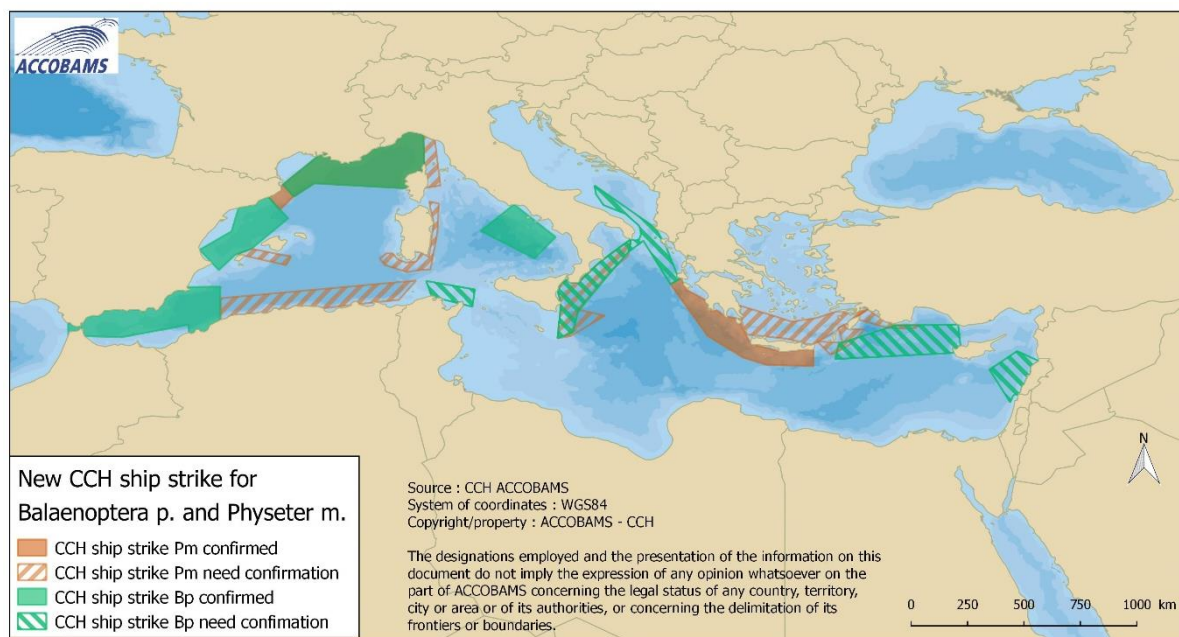 ACCOBAMS
New CCH ship strike for
Balaenoptera p. and Physeter m.
CCH ship strike Pm confirmed
CCH ship strike Pm need confirmation
CCH ship strike Bp confirmed
CCH ship strike Bp need confimation
Source : CCH ACCOBAMS
System of coordinates : WGS84
Copyright/property : ACCOBAMS - CCH
The designations employed and the presentation of the information on this
document do not imply the expression of any opinion whatsoever on the
part of ACCOBAMS concerning the legal status of any country, territory,
city or area or of its authorities, or concerning the delimitation of its
frontiers or boundaries.
N
0 250 500 750 1000 km